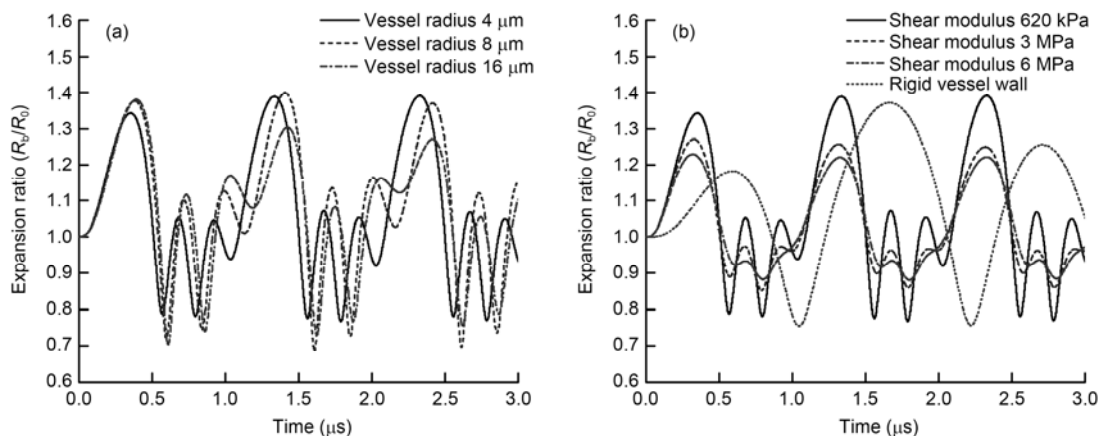 (a)
Vessel radius 4 μm
Vessel radius 8 μm
Vessel radius 16 μm
Expansion ratio (R_b/R_0)
1.6
1.5
1.4
1.3
1.2
1.1
1.0
0.9
0.8
0.7
0.6
0.0 0.5 1.0 1.5 2.0 2.5 3.0
Time (μs)
(b)
Shear modulus 620 kPa
Shear modulus 3 MPa
Shear modulus 6 MPa
Rigid vessel wall
Expansion ratio (R_b/R_0)
1.6
1.5
1.4
1.3
1.2
1.1
1.0
0.9
0.8
0.7
0.6
0.0 0.5 1.0 1.5 2.0 2.5 3.0
Time (μs)